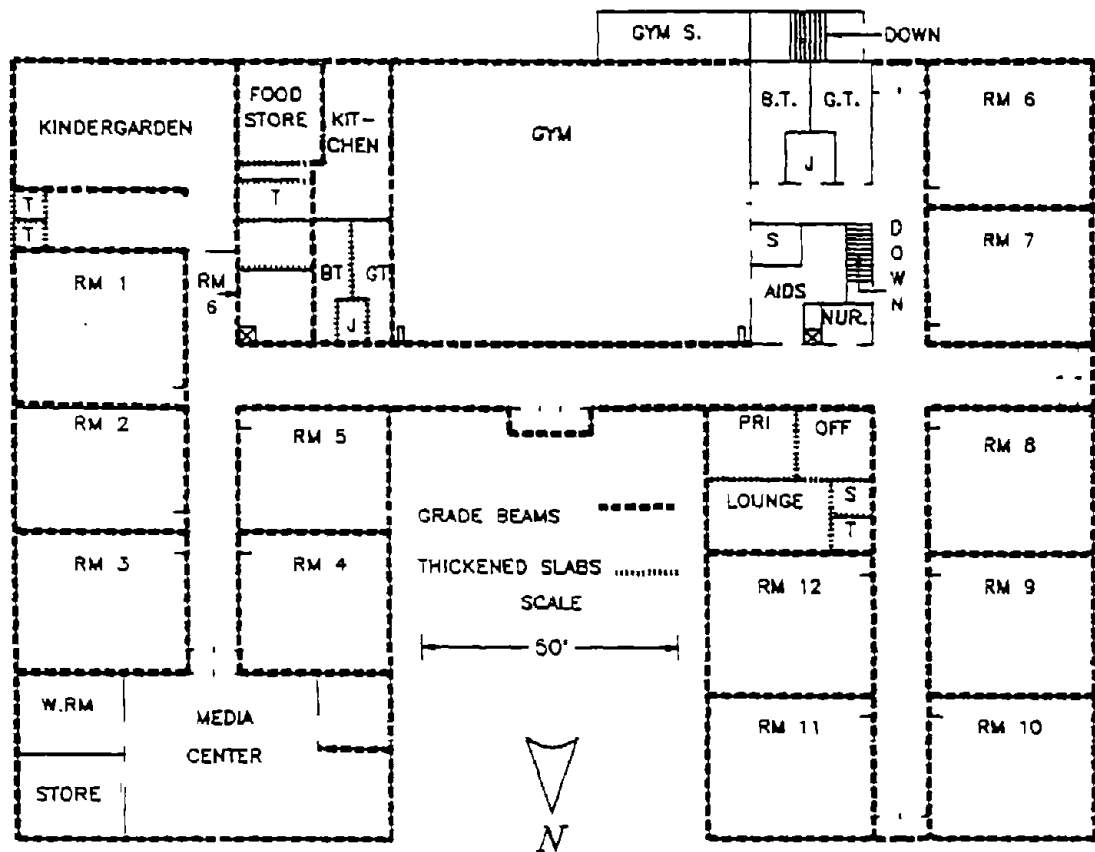 GYM S.
DOWN
KINDERGARDEN
FOOD
STORE
KIT-
CHEN
GYM
B.T.
G.T.
J
RM 6
T
T
T
RM 1
RM
6
BT
GT
J
S
AIDS
NUR.
DOWN
RM 7
RM 2
RM 5
PRI
OFF
RM 8
LOUNGE
S
T
GRADE BEAMS
THICKENED SLABS
SCALE
50'
RM 3
RM 4
RM 12
RM 9
W.RM
MEDIA
CENTER
STORE
RM 11
RM 10
N